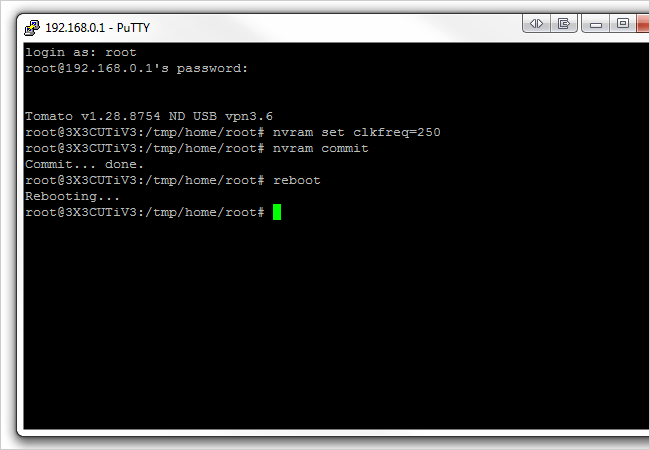 192.168.0.1 - PuTTY
login as: root
root@192.168.0.1's password:
Tomato v1.28.8754 ND USB vpn3.6
root@3X3CUTiV3:/tmp/home/root# nvram set clkfreq=250
root@3X3CUTiV3:/tmp/home/root# nvram commit
Commit... done.
root@3X3CUTiV3:/tmp/home/root# reboot
Rebooting...
root@3X3CUTiV3:/tmp/home/root#